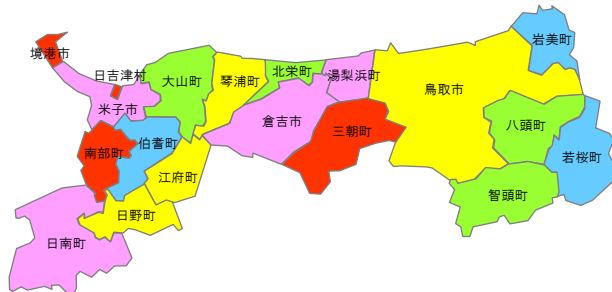 岩美町
境港市
日吉津村
大山町
琴浦町
北栄町
湯梨浜町
鳥取市
米子市
倉吉市
三朝町
八頭町
南部町
伯耆町
若桜町
江府町
智頭町
日野町
日南町